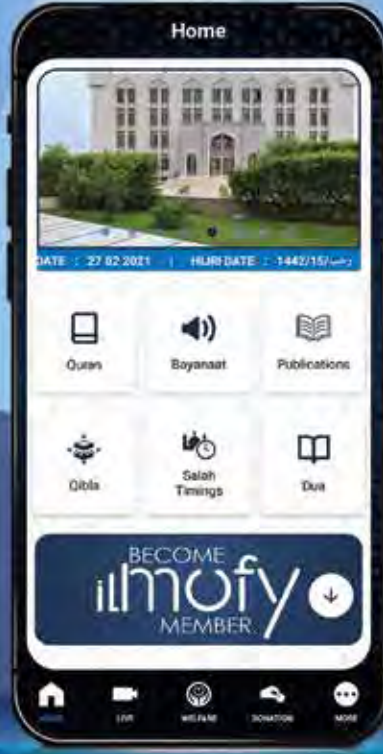 Home
DATE : 27 02 2021 | HIJRI DATE : 1442/15/رجب
Quran Bayanaat Publications
Qibla Salah Timings Dua
BECOME
ilmofy
MEMBER
HOME LIVE WELFARE DONATION MORE